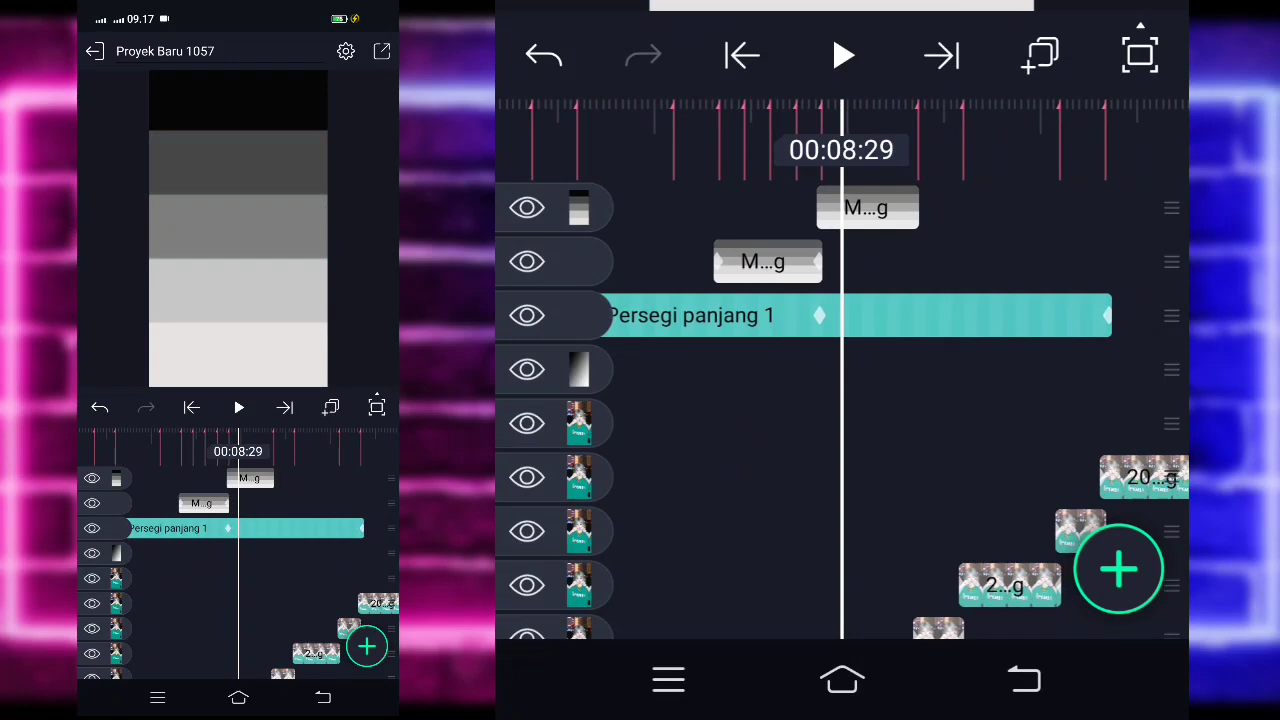 09.17
Proyek Baru 1057
00:08:29
M...g
M...g
Persegi panjang 1
20...g
2...g
00:08:29
M...g
M...g
Persegi panjang 1
20...g
2...g